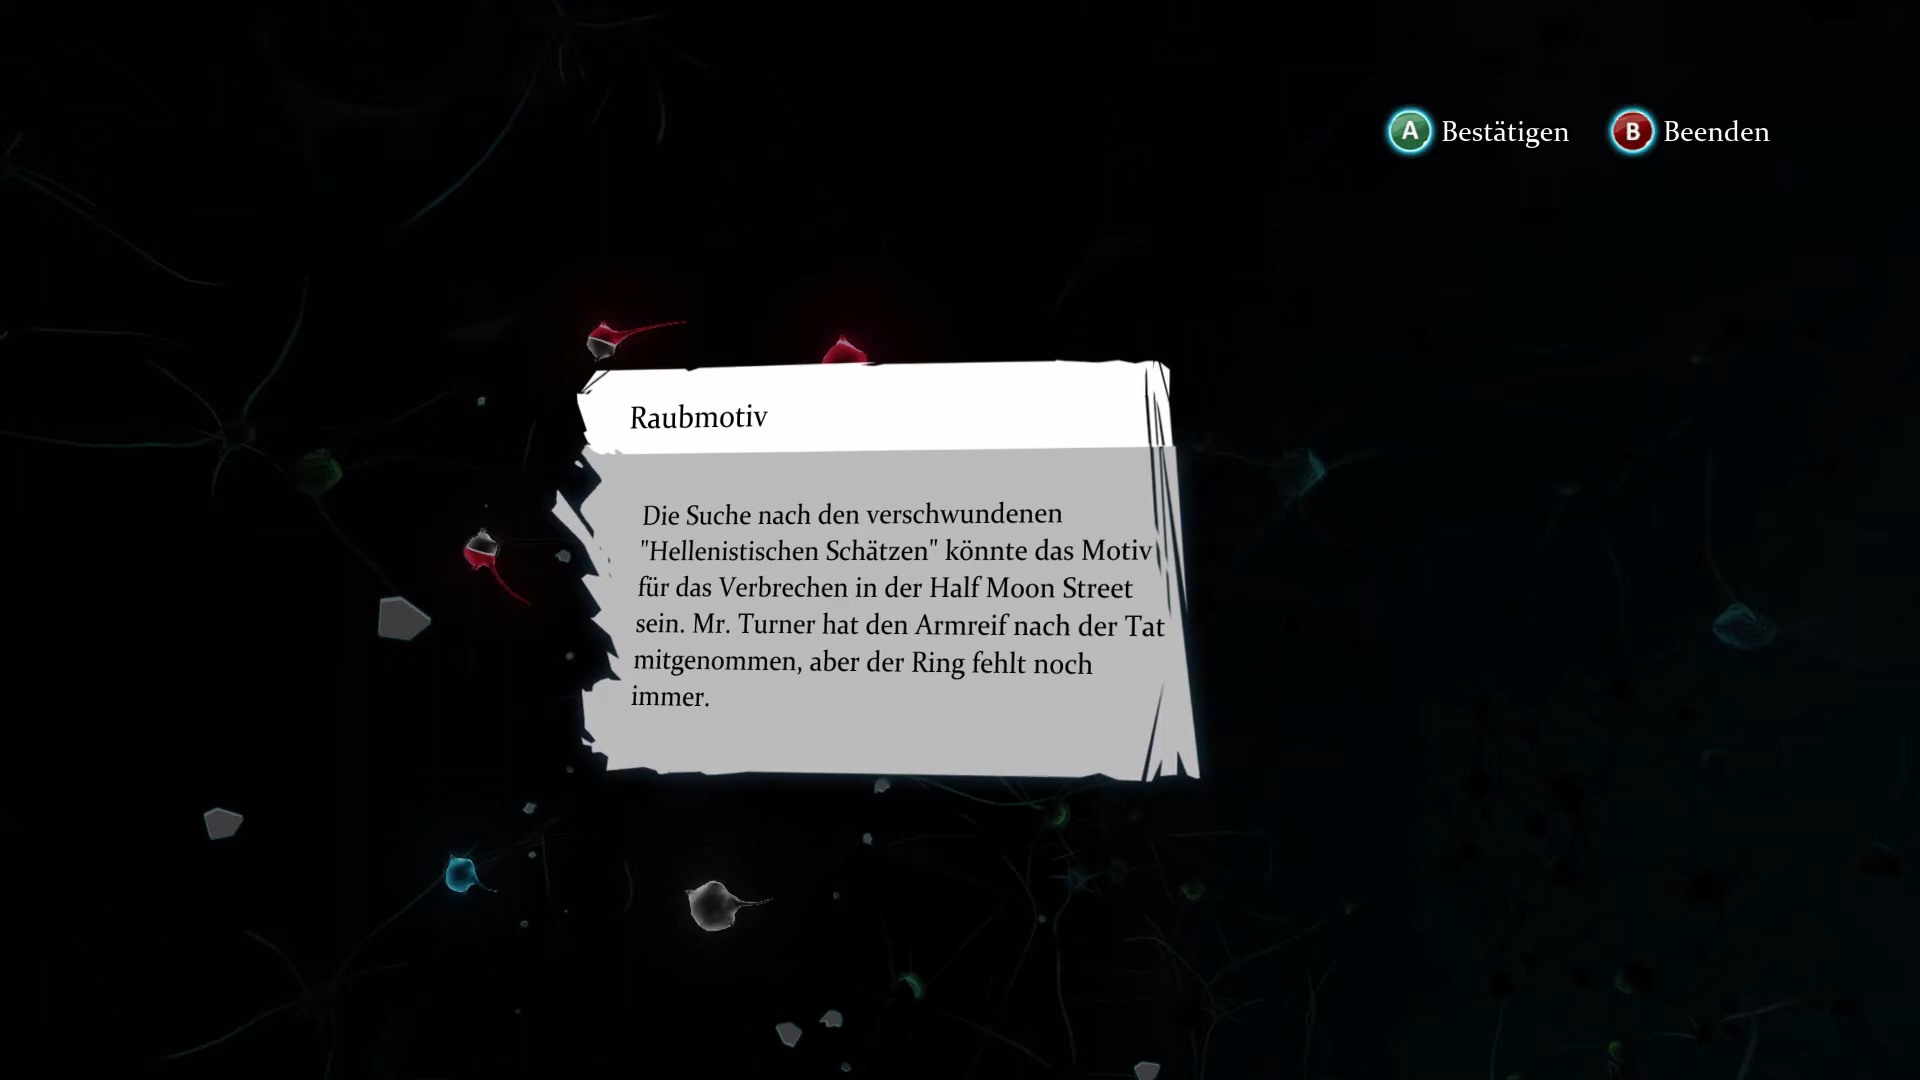 A Bestätigen B Beenden
Raubmotiv
Die Suche nach den verschwundenen
"Hellenistischen Schätzen" könnte das Motiv
für das Verbrechen in der Half Moon Street
sein. Mr. Turner hat den Armreif nach der Tat
mitgenommen, aber der Ring fehlt noch
immer.